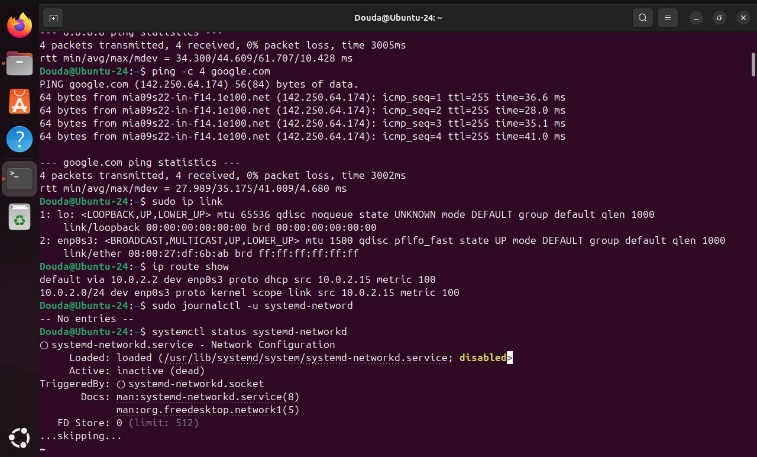 Douda@Ubuntu-24: ~
--- 8.8.8.8 ping statistics ---
4 packets transmitted, 4 received, 0% packet loss, time 3005ms
rtt min/avg/max/mdev = 34.300/44.609/61.707/10.428 ms
Douda@Ubuntu-24:~$ ping -c 4 google.com
PING google.com (142.250.64.174) 56(84) bytes of data.
64 bytes from mia09s22-in-f14.1e100.net (142.250.64.174): icmp_seq=1 ttl=255 time=36.6 ms
64 bytes from mia09s22-in-f14.1e100.net (142.250.64.174): icmp_seq=2 ttl=255 time=28.0 ms
64 bytes from mia09s22-in-f14.1e100.net (142.250.64.174): icmp_seq=3 ttl=255 time=35.1 ms
64 bytes from mia09s22-in-f14.1e100.net (142.250.64.174): icmp_seq=4 ttl=255 time=41.0 ms
--- google.com ping statistics ---
4 packets transmitted, 4 received, 0% packet loss, time 3002ms
rtt min/avg/max/mdev = 27.989/35.175/41.009/4.680 ms
Douda@Ubuntu-24:~$ sudo ip link
1: lo: <LOOPBACK,UP,LOWER_UP> mtu 65536 qdisc noqueue state UNKNOWN mode DEFAULT group default qlen 1000
link/loopback 00:00:00:00:00:00 brd 00:00:00:00:00:00
2: enp0s3: <BROADCAST,MULTICAST,UP,LOWER_UP> mtu 1500 qdisc pfifo_fast state UP mode DEFAULT group default qlen 1000
link/ether 08:00:27:df:6b:ab brd ff:ff:ff:ff:ff:ff
Douda@Ubuntu-24:~$ ip route show
default via 10.0.2.2 dev enp0s3 proto dhcp src 10.0.2.15 metric 100
10.0.2.0/24 dev enp0s3 proto kernel scope link src 10.0.2.15 metric 100
Douda@Ubuntu-24:~$ sudo journalctl -u systemd-netword
-- No entries --
Douda@Ubuntu-24:~$ systemctl status systemd-networkd
○ systemd-networkd.service - Network Configuration
Loaded: loaded (/usr/lib/systemd/system/systemd-networkd.service; disabled>
Active: inactive (dead)
TriggeredBy: ○ systemd-networkd.socket
Docs: man:systemd-networkd.service(8)
man:org.freedesktop.network1(5)
FD Store: 0 (limit: 512)
...skipping...
~